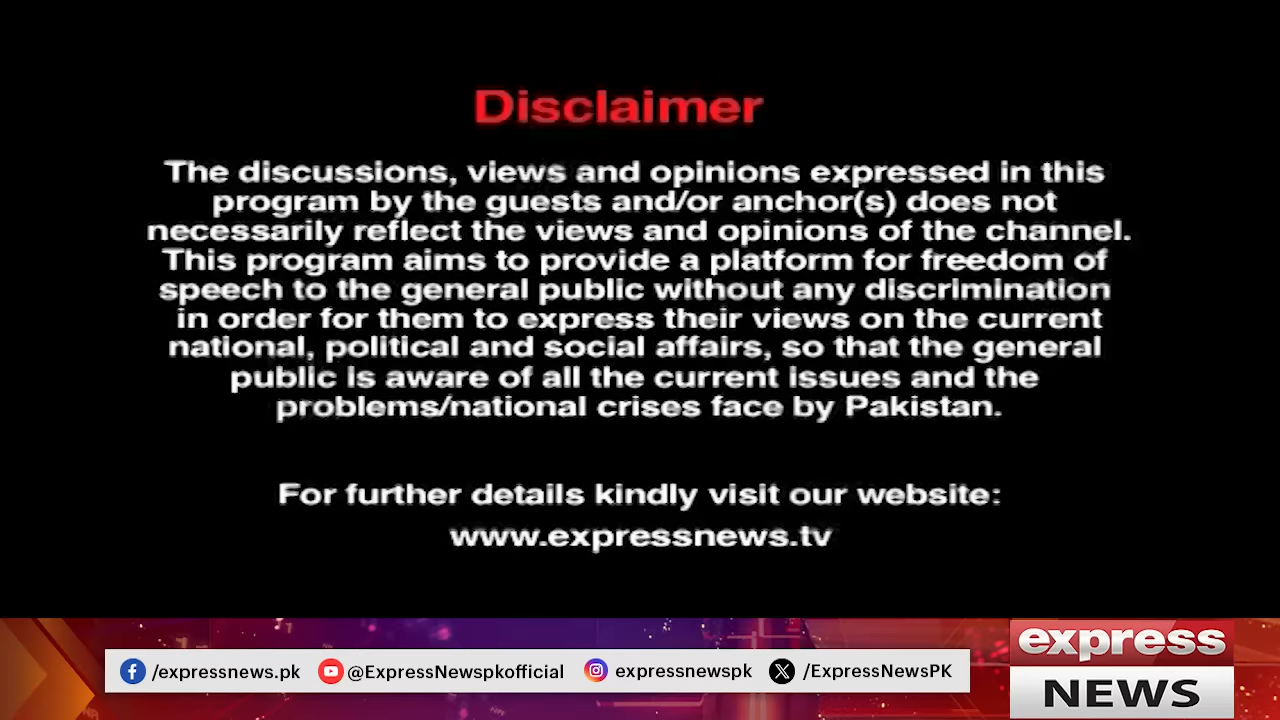 Disclaimer
The discussions, views and opinions expressed in this
program by the guests and/or anchor(s) does not
necessarily reflect the views and opinions of the channel.
This program aims to provide a platform for freedom of
speech to the general public without any discrimination
in order for them to express their views on the current
national, political and social affairs, so that the general
public is aware of all the current issues and the
problems/national crises face by Pakistan.
For further details kindly visit our website:
www.expressnews.tv
/expressnews.pk @ExpressNewspkofficial expressnewspk /ExpressNewsPK
express
NEWS